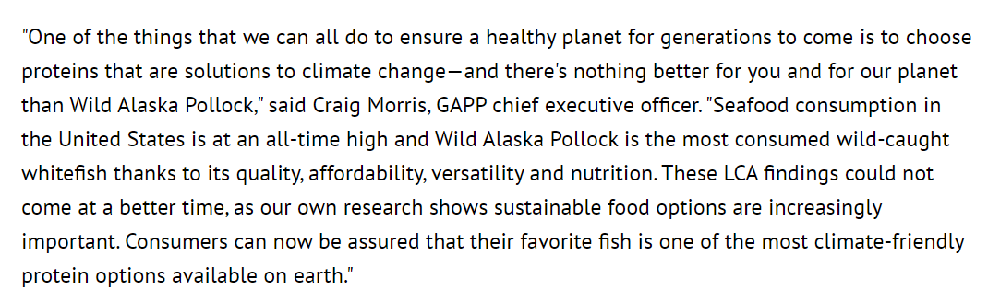 "One of the things that we can all do to ensure a healthy planet for generations to come is to choose
proteins that are solutions to climate change—and there's nothing better for you and for our planet
than Wild Alaska Pollock," said Craig Morris, GAPP chief executive officer. "Seafood consumption in
the United States is at an all-time high and Wild Alaska Pollock is the most consumed wild-caught
whitefish thanks to its quality, affordability, versatility and nutrition. These LCA findings could not
come at a better time, as our own research shows sustainable food options are increasingly
important. Consumers can now be assured that their favorite fish is one of the most climate-friendly
protein options available on earth."